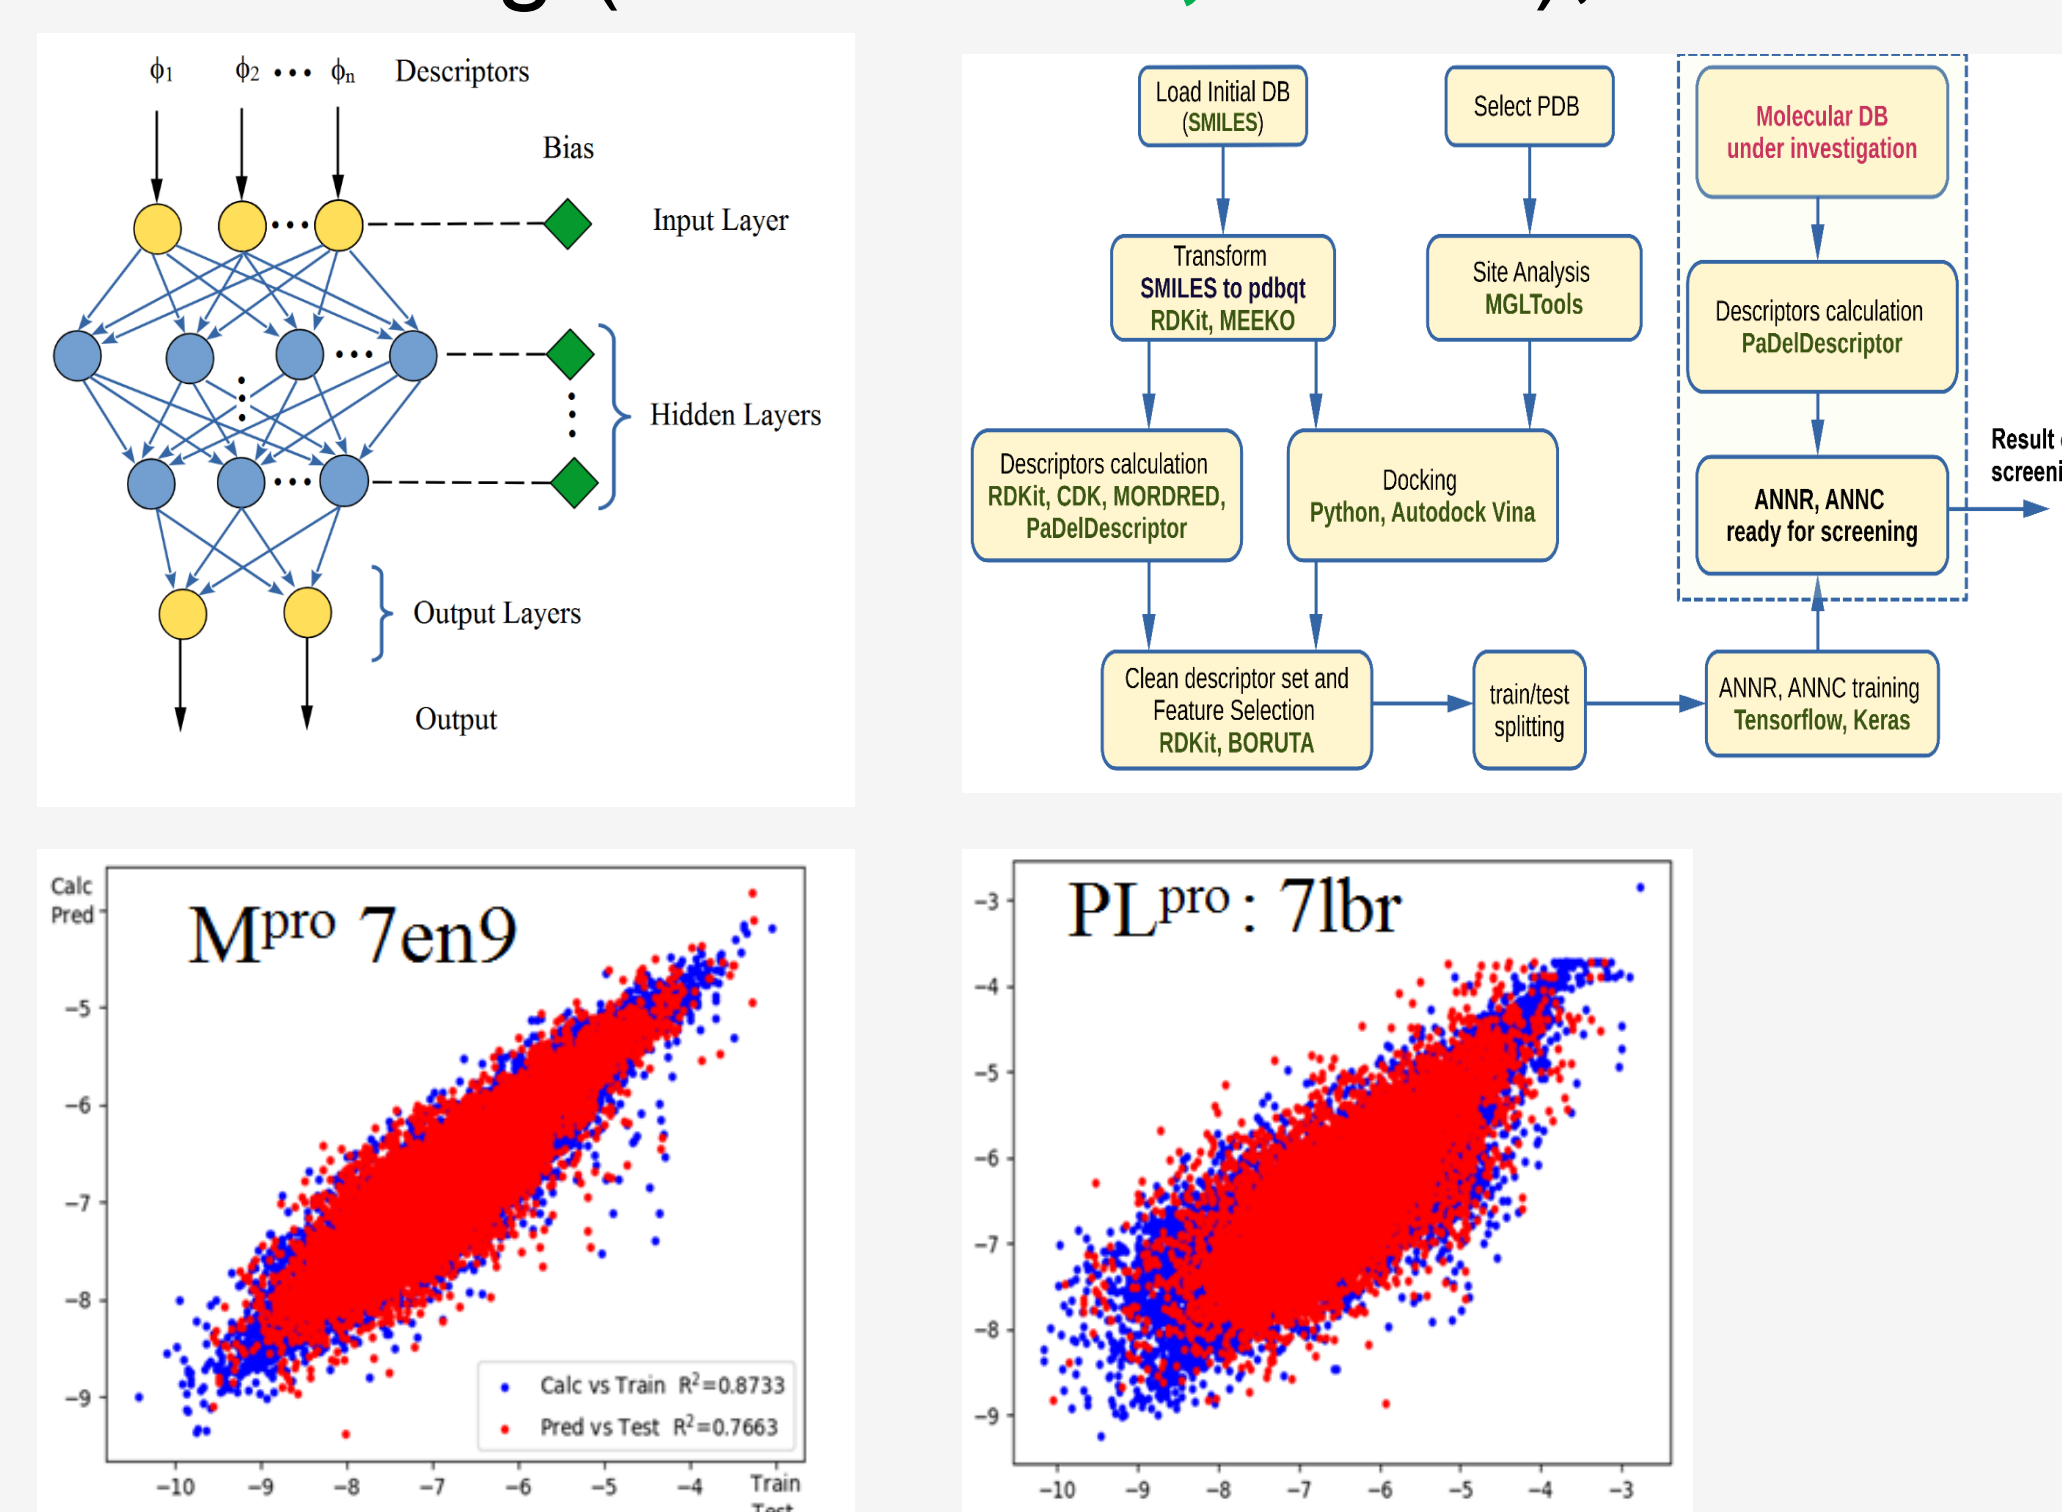 ϕ1 ϕ2 ••• ϕn Descriptors
Bias
Input Layer
Hidden Layers
Output Layers
Output
Load Initial DB
(SMILES)
Select PDB
Molecular DB
under investigation
Transform
SMILES to pdbqt
RDKit, MEEKO
Site Analysis
MGLTools
Descriptors calculation
PaDelDescriptor
Descriptors calculation
RDKit, CDK, MORDRED,
PaDelDescriptor
Docking
Python, Autodock Vina
ANNR, ANNC
ready for screening
Result
Clean descriptor set and
Feature Selection
RDKit, BORUTA
train/test
splitting
ANNR, ANNC training
Tensorflow, Keras
Calc
Pred
Mpro 7en9
−5
−6
−7
−8
−9
Calc vs Train R2=0.8733
Pred vs Test R2=0.7663
−10 −9 −8 −7 −6 −5 −4 Train
Test
PLpro : 7lbr
−3
−4
−5
−6
−7
−8
−9
−10 −9 −8 −7 −6 −5 −4 −3